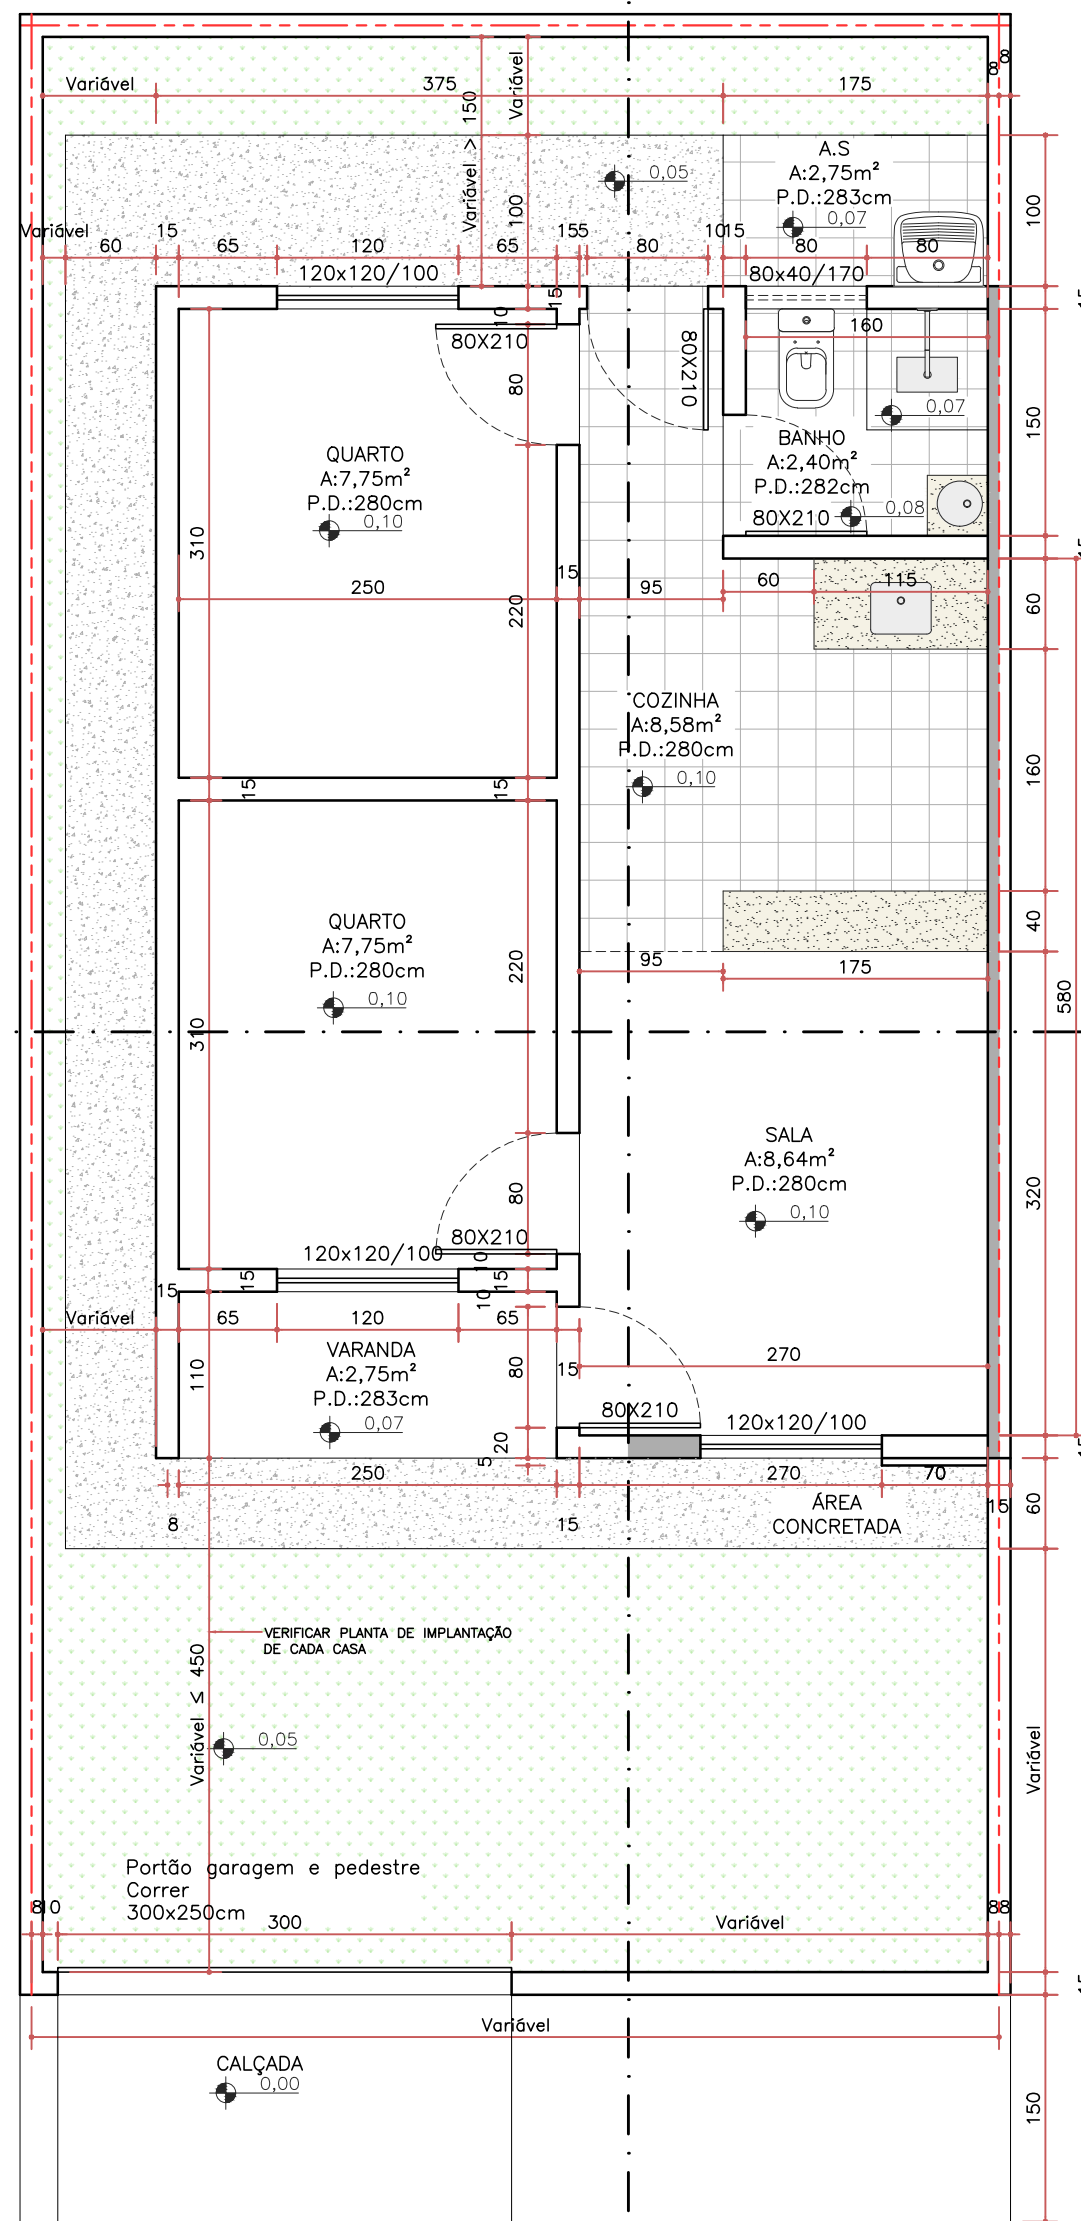 Variável
375
Variável
175
8
8
Variável > 150
100
A.S
A:2,75m²
P.D.:283cm
0,07
0,05
100
Variável
60
15
65
120
65
155
80
1015
80
80
120x120/100
80x40/170
15
10
15
80X210
80X210
160
80
0,07
150
QUARTO
A:7,75m²
P.D.:280cm
0,10
BANHO
A:2,40m²
P.D.:282cm
0,08
80X210
310
15
250
220
95
60
115
60
COZINHA
A:8,58m²
P.D.:280cm
0,10
160
15
15
QUARTO
A:7,75m²
P.D.:280cm
0,10
220
40
95
175
580
310
SALA
A:8,64m²
P.D.:280cm
0,10
320
80
80X210
120x120/100
10
15
15
15
10
Variável
65
120
65
VARANDA
A:2,75m²
P.D.:283cm
0,07
110
80
15
270
80X210
120x120/100
20
5
250
270
70
15
60
8
15
ÁREA
CONCRETADA
VERIFICAR PLANTA DE IMPLANTAÇÃO
DE CADA CASA
Variável ≤ 450
0,05
Variável
Portão garagem e pedestre
Correr
300x250cm
810
300
Variável
88
Variável
CALÇADA
0,00
150